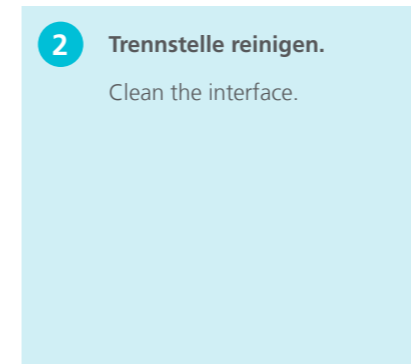 2 Trennstelle reinigen.
Clean the interface.